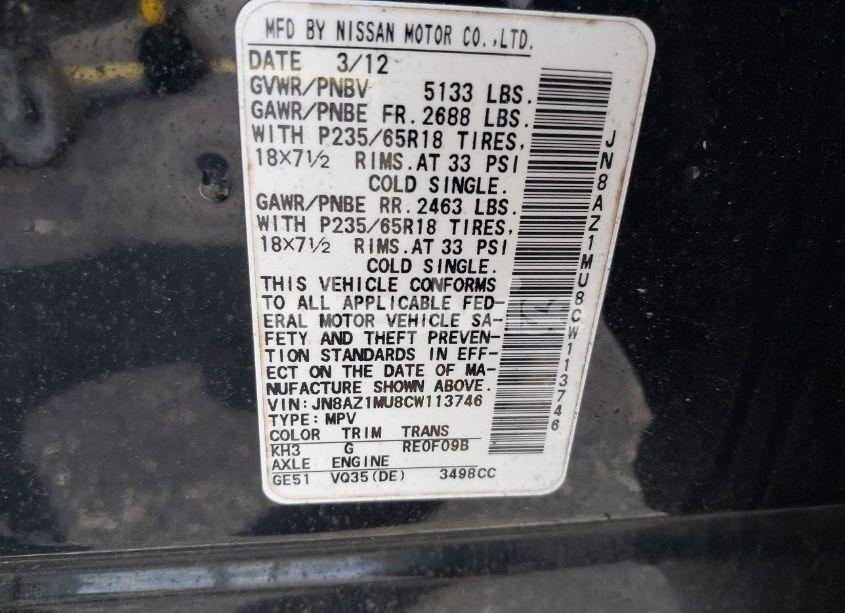 MFD BY NISSAN MOTOR CO.,LTD.
DATE 3/12
GVWR/PNBV 5133 LBS.
GAWR/PNBE FR. 2688 LBS.
WITH P235/65R18 TIRES,
18×7½ RIMS.AT 33 PSI
COLD SINGLE.
GAWR/PNBE RR. 2463 LBS.
WITH P235/65R18 TIRES,
18×7½ RIMS.AT 33 PSI
COLD SINGLE.
THIS VEHICLE CONFORMS
TO ALL APPLICABLE FED-
ERAL MOTOR VEHICLE SA-
FETY AND THEFT PREVEN-
TION STANDARDS IN EFF-
ECT ON THE DATE OF MA-
NUFACTURE SHOWN ABOVE.
VIN: JN8AZ1MU8CW113746
TYPE: MPV
COLOR TRIM TRANS
KH3 G RE0F09B
AXLE ENGINE
GE51 VQ35(DE) 3498CC
JN8AZ1MU8CW113746